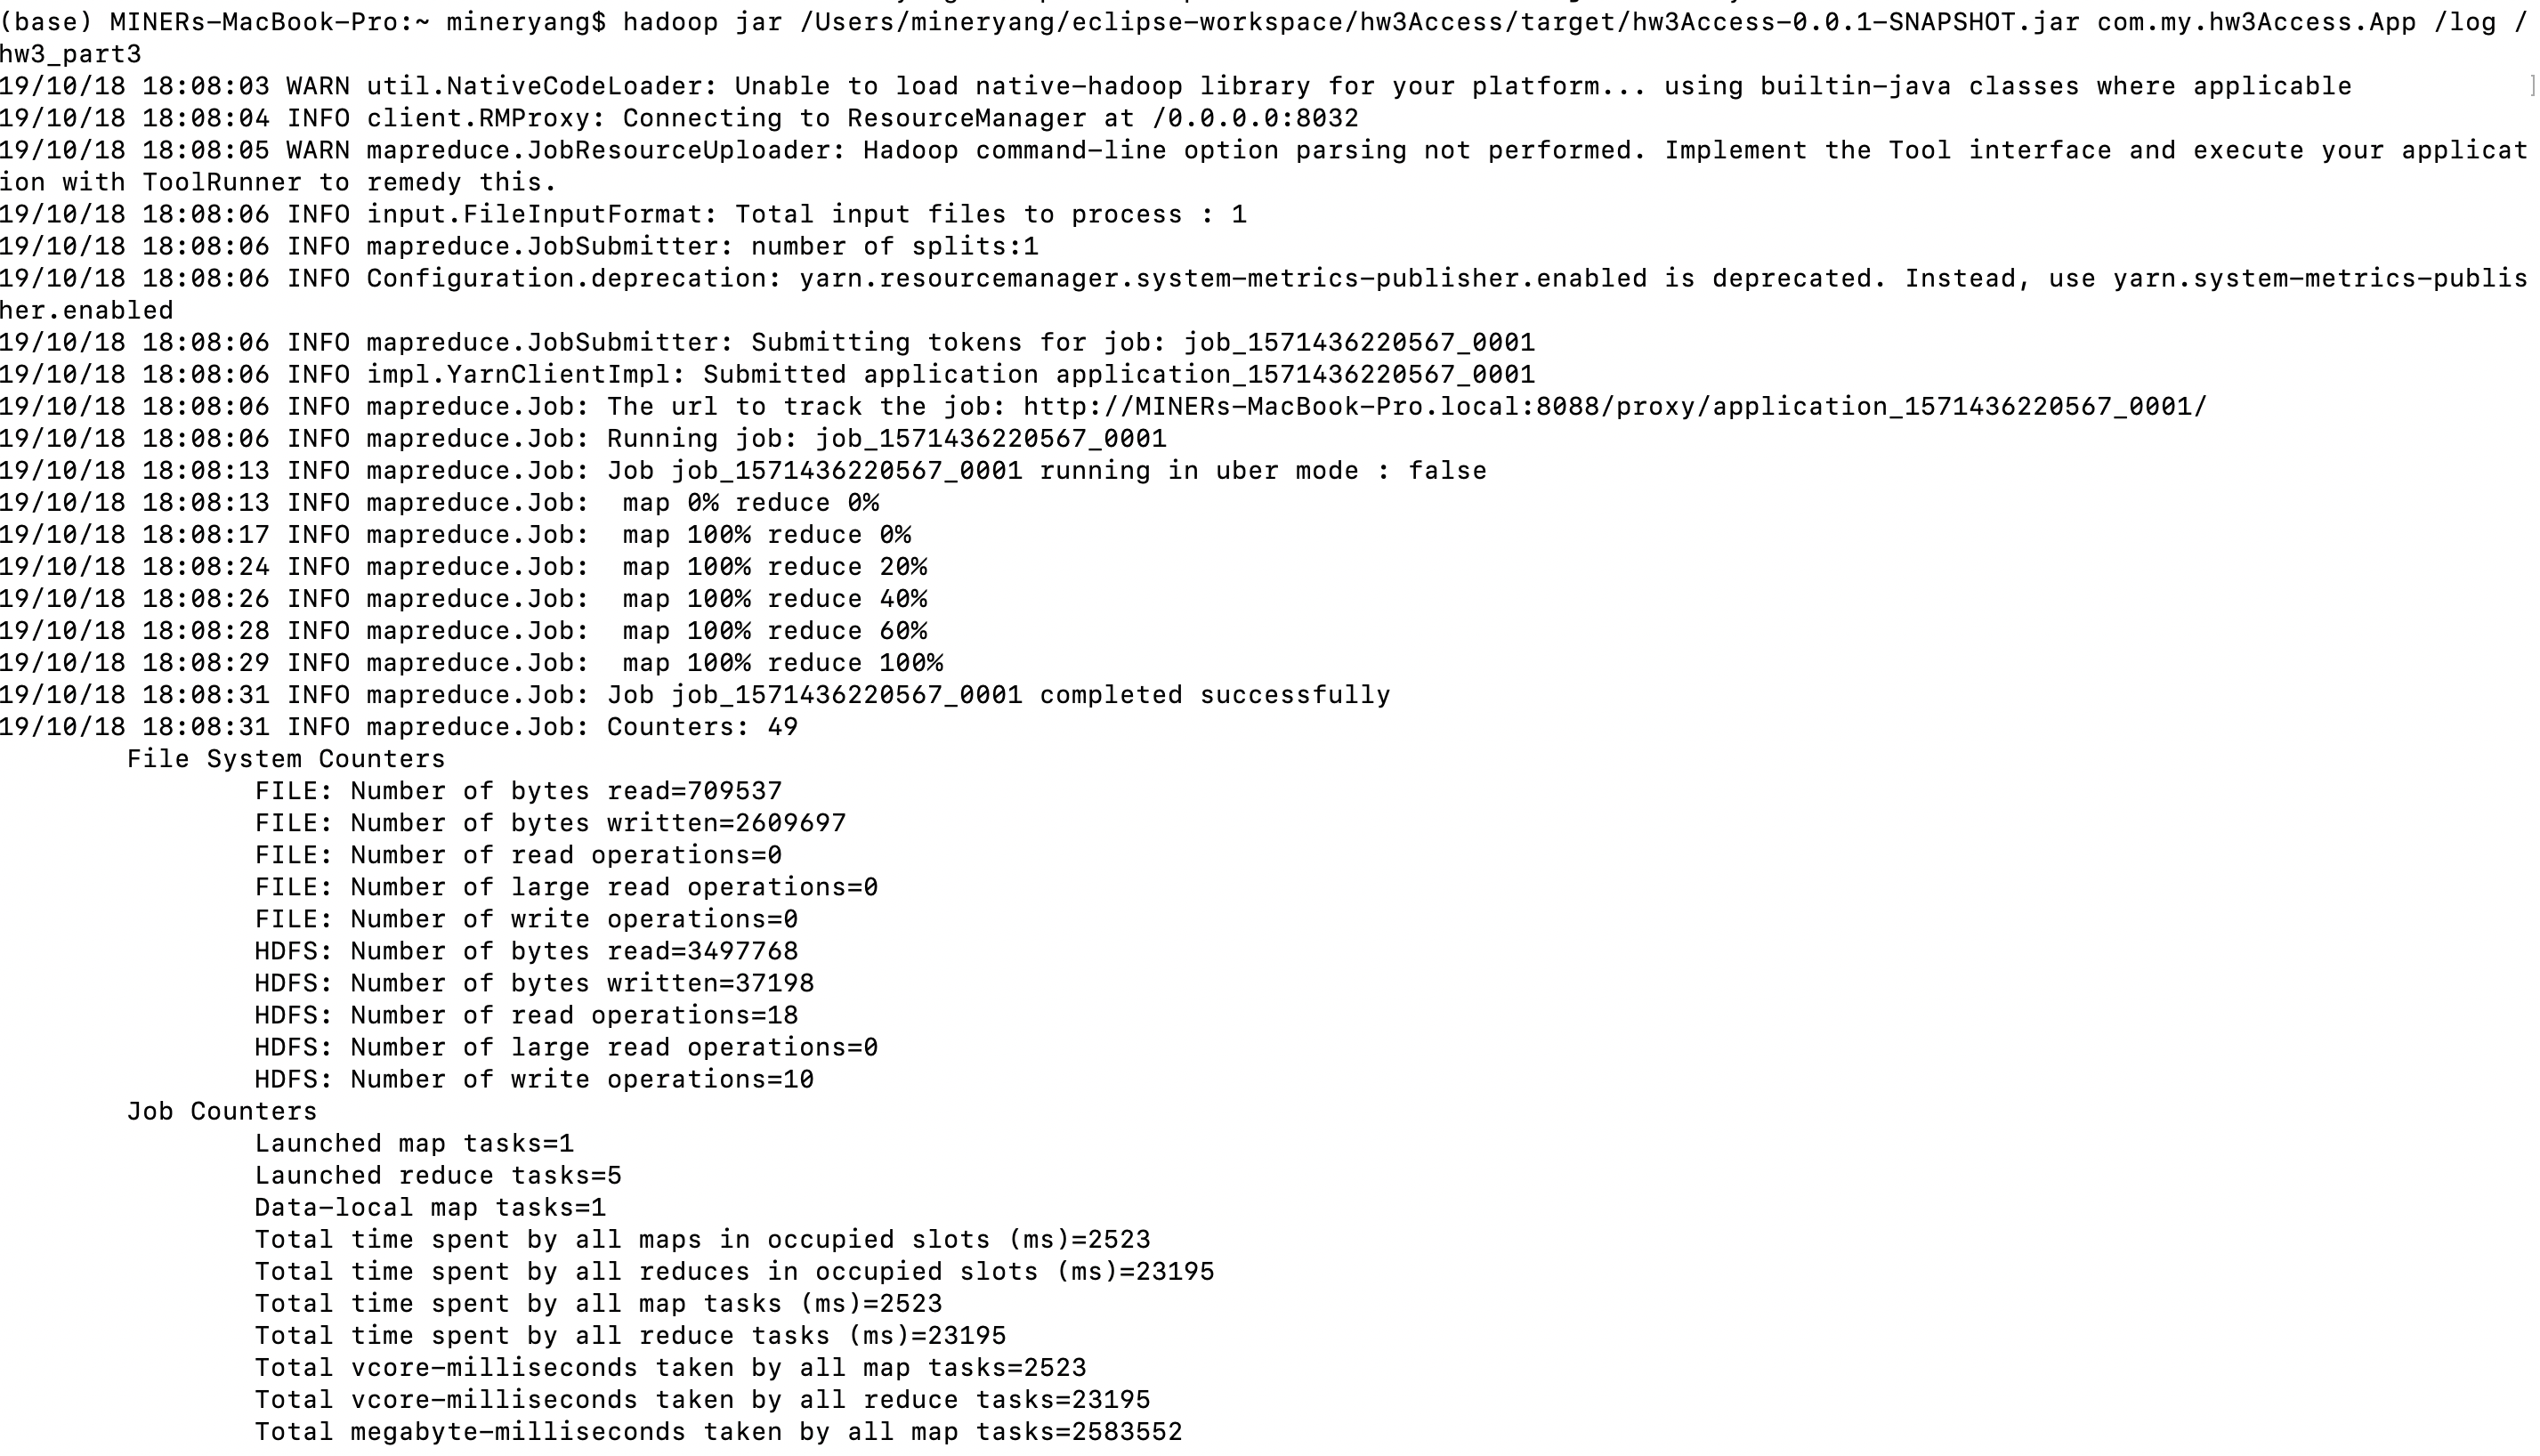 (base) MINERs-MacBook-Pro:~ mineryang$ hadoop jar /Users/mineryang/eclipse-workspace/hw3Access/target/hw3Access-0.0.1-SNAPSHOT.jar com.my.hw3Access.App /log /
hw3_part3
19/10/18 18:08:03 WARN util.NativeCodeLoader: Unable to load native-hadoop library for your platform... using builtin-java classes where applicable ]
19/10/18 18:08:04 INFO client.RMProxy: Connecting to ResourceManager at /0.0.0.0:8032
19/10/18 18:08:05 WARN mapreduce.JobResourceUploader: Hadoop command-line option parsing not performed. Implement the Tool interface and execute your applicat
ion with ToolRunner to remedy this.
19/10/18 18:08:06 INFO input.FileInputFormat: Total input files to process : 1
19/10/18 18:08:06 INFO mapreduce.JobSubmitter: number of splits:1
19/10/18 18:08:06 INFO Configuration.deprecation: yarn.resourcemanager.system-metrics-publisher.enabled is deprecated. Instead, use yarn.system-metrics-publis
her.enabled
19/10/18 18:08:06 INFO mapreduce.JobSubmitter: Submitting tokens for job: job_1571436220567_0001
19/10/18 18:08:06 INFO impl.YarnClientImpl: Submitted application application_1571436220567_0001
19/10/18 18:08:06 INFO mapreduce.Job: The url to track the job: http://MINERs-MacBook-Pro.local:8088/proxy/application_1571436220567_0001/
19/10/18 18:08:06 INFO mapreduce.Job: Running job: job_1571436220567_0001
19/10/18 18:08:13 INFO mapreduce.Job: Job job_1571436220567_0001 running in uber mode : false
19/10/18 18:08:13 INFO mapreduce.Job:  map 0% reduce 0%
19/10/18 18:08:17 INFO mapreduce.Job:  map 100% reduce 0%
19/10/18 18:08:24 INFO mapreduce.Job:  map 100% reduce 20%
19/10/18 18:08:26 INFO mapreduce.Job:  map 100% reduce 40%
19/10/18 18:08:28 INFO mapreduce.Job:  map 100% reduce 60%
19/10/18 18:08:29 INFO mapreduce.Job:  map 100% reduce 100%
19/10/18 18:08:31 INFO mapreduce.Job: Job job_1571436220567_0001 completed successfully
19/10/18 18:08:31 INFO mapreduce.Job: Counters: 49
File System Counters
FILE: Number of bytes read=709537
FILE: Number of bytes written=2609697
FILE: Number of read operations=0
FILE: Number of large read operations=0
FILE: Number of write operations=0
HDFS: Number of bytes read=3497768
HDFS: Number of bytes written=37198
HDFS: Number of read operations=18
HDFS: Number of large read operations=0
HDFS: Number of write operations=10
Job Counters
Launched map tasks=1
Launched reduce tasks=5
Data-local map tasks=1
Total time spent by all maps in occupied slots (ms)=2523
Total time spent by all reduces in occupied slots (ms)=23195
Total time spent by all map tasks (ms)=2523
Total time spent by all reduce tasks (ms)=23195
Total vcore-milliseconds taken by all map tasks=2523
Total vcore-milliseconds taken by all reduce tasks=23195
Total megabyte-milliseconds taken by all map tasks=2583552